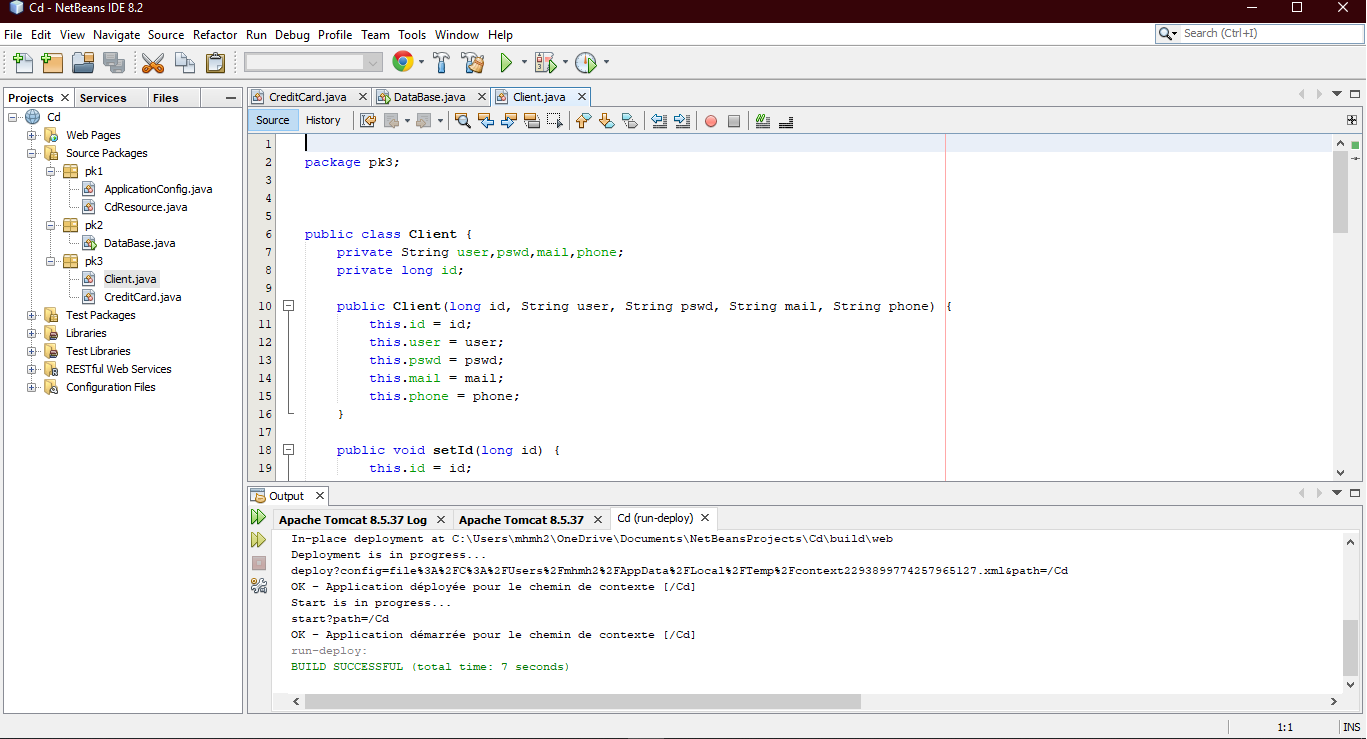 Cd - NetBeans IDE 8.2
File Edit View Navigate Source Refactor Run Debug Profile Team Tools Window Help
Search (Ctrl+I)
Projects Services Files
Cd
Web Pages
Source Packages
pk1
ApplicationConfig.java
CdResource.java
pk2
DataBase.java
pk3
Client.java
CreditCard.java
Test Packages
Libraries
Test Libraries
RESTful Web Services
Configuration Files
CreditCard.java DataBase.java Client.java
Source History
1
2 package pk3;
3
4
5
6 public class Client {
7 private String user,pswd,mail,phone;
8 private long id;
9
10 public Client(long id, String user, String pswd, String mail, String phone) {
11 this.id = id;
12 this.user = user;
13 this.pswd = pswd;
14 this.mail = mail;
15 this.phone = phone;
16 }
17
18 public void setId(long id) {
19 this.id = id;
Output
Apache Tomcat 8.5.37 Log Apache Tomcat 8.5.37 Cd (run-deploy)
In-place deployment at C:\Users\mhmh2\OneDrive\Documents\NetBeansProjects\Cd\build\web
Deployment is in progress...
deploy?config=file%3A%2FC%3A%2FUsers%2Fmhmh2%2FAppData%2FLocal%2FTemp%2Fcontext2293899774257965127.xml&path=/Cd
OK - Application déployée pour le chemin de contexte [/Cd]
Start is in progress...
start?path=/Cd
OK - Application démarrée pour le chemin de contexte [/Cd]
run-deploy:
BUILD SUCCESSFUL (total time: 7 seconds)
1:1 INS